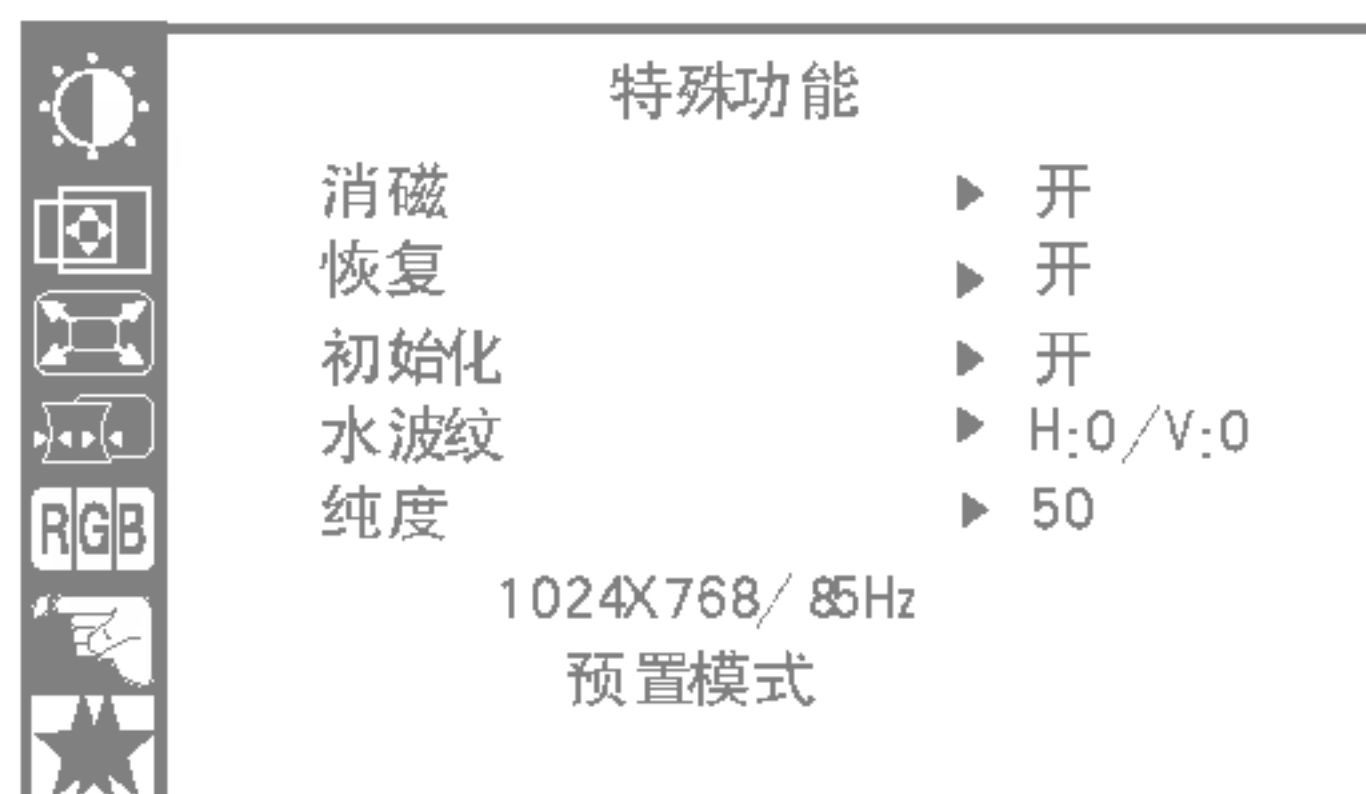 特殊功能
消磁 ▶ 开
恢复 ▶ 开
初始化 ▶ 开
水波纹 ▶ H:0/V:0
纯度 ▶ 50
RGB
1024X768/85Hz
预置模式